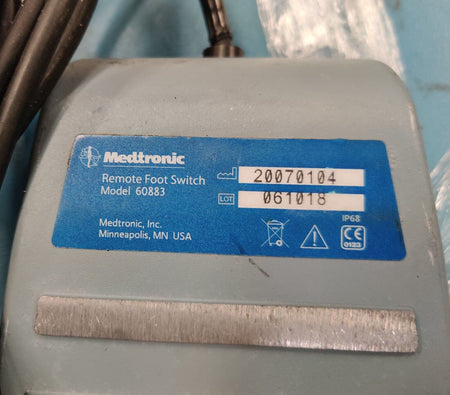 Medtronic
Remote Foot Switch
Model 60883
20070104
LOT 061018
IP68
Medtronic, Inc.
Minneapolis, MN USA
CE
0123